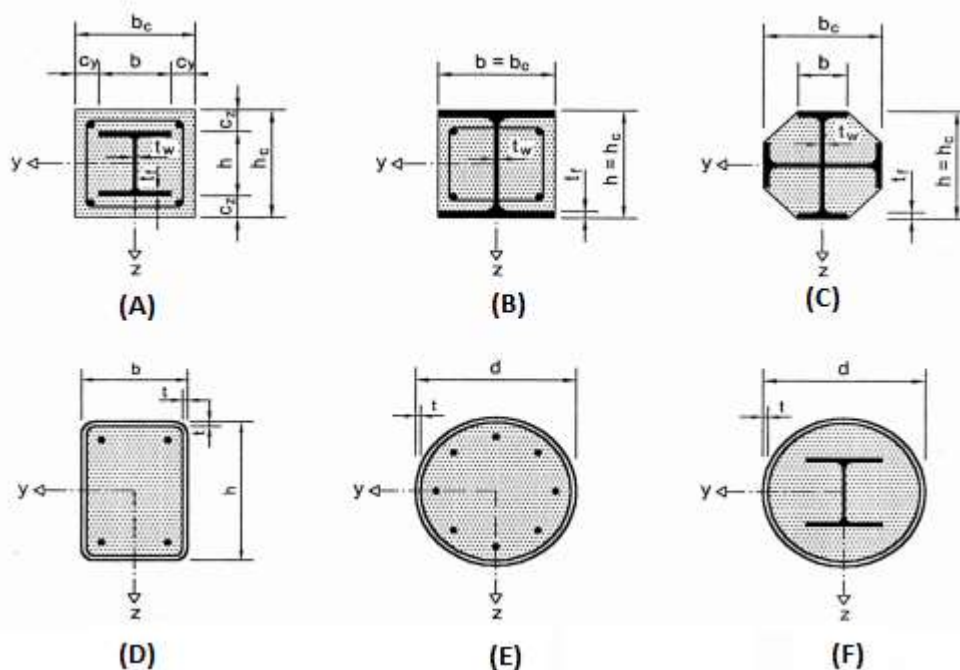 b_c
c_y b c_y
c_z
y t_w h h_c
t_f
c_z
z
(A)
b = b_c
y t_w h = h_c
t_f
z
(B)
b_c
b
t_w
y h = h_c
t_f
z
(C)
b
t
t
y h
z
(D)
d
t
y
z
(E)
d
t
y
z
(F)